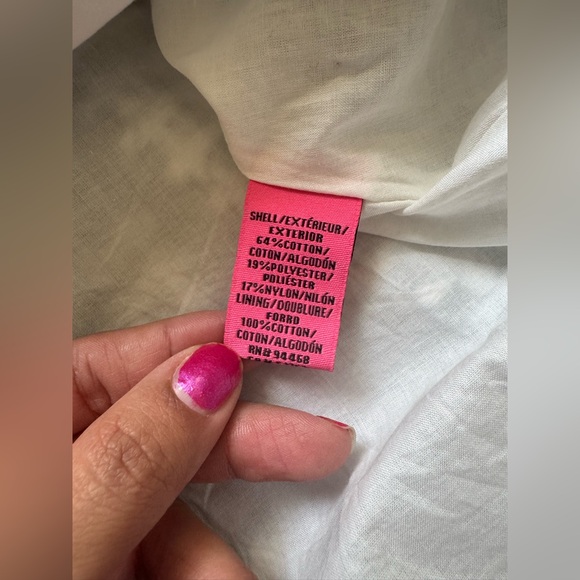 SHELL/EXTÉRIEUR/
EXTERIOR
64%COTTON/
COTON/ALGODÓN
19%POLYESTER/
POLIÉSTER
17%NYLON/NILÓN
LINING/DOUBLURE/
FORRO
100%COTTON/
COTON/ALGODÓN
RN# 94468